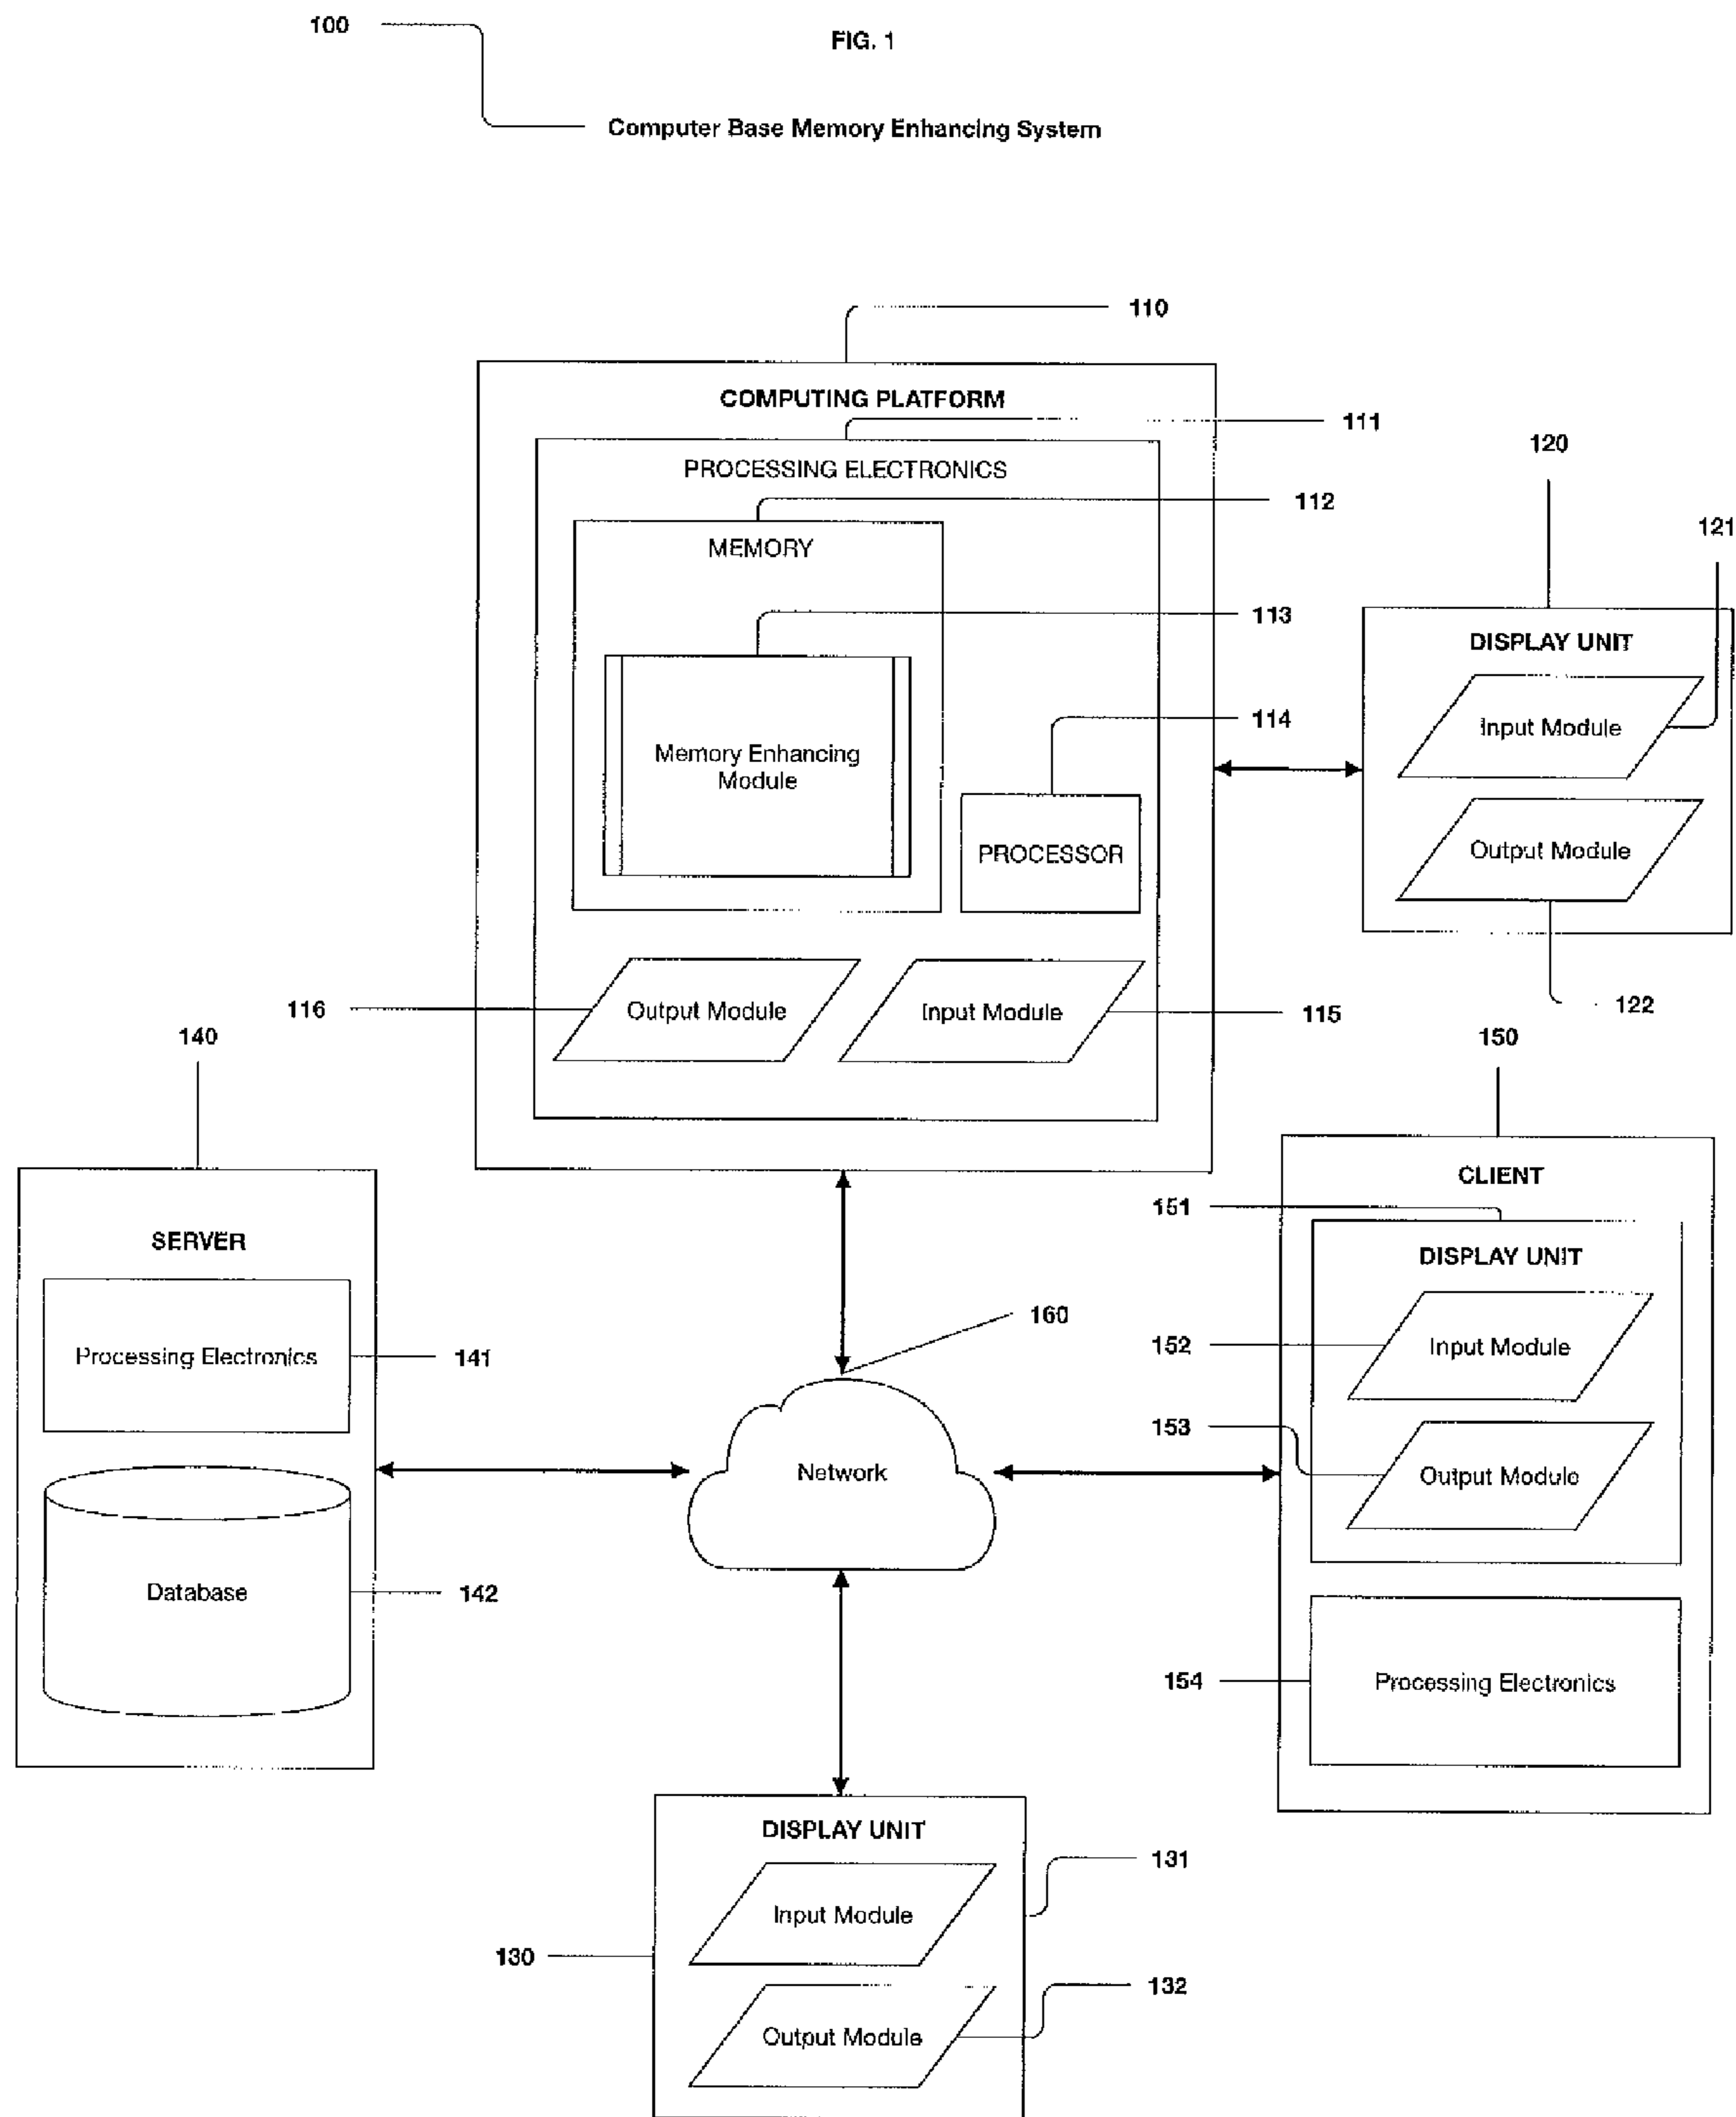 100
FIG. 1
Computer Base Memory Enhancing System
110
COMPUTING PLATFORM
111
PROCESSING ELECTRONICS
112
MEMORY
113
Memory Enhancing
Module
114
PROCESSOR
116
Output Module
Input Module
115
120
121
DISPLAY UNIT
Input Module
Output Module
122
140
SERVER
Processing Electronics
141
Database
142
160
Network
150
CLIENT
151
DISPLAY UNIT
152
Input Module
153
Output Module
154
Processing Electronics
DISPLAY UNIT
131
Input Module
130
132
Output Module